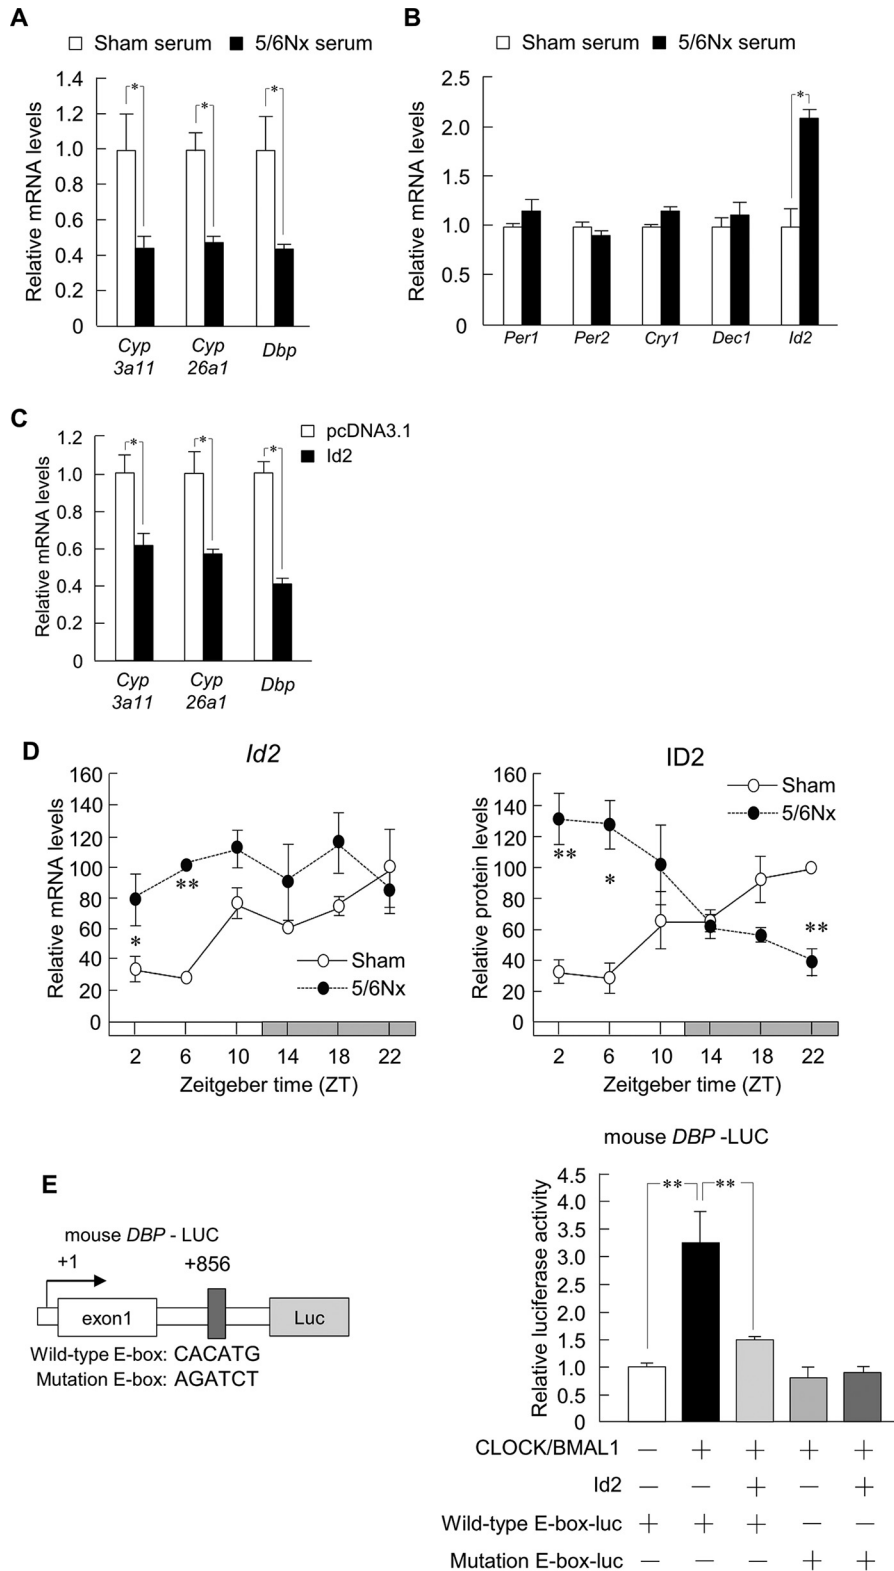 A
Sham serum 5/6Nx serum
Relative mRNA levels
1.4
1.2
1.0
0.8
0.6
0.4
0.2
0
* * *
Cyp 3a11
Cyp 26a1
Dbp
B
Sham serum 5/6Nx serum
Relative mRNA levels
2.5
2.0
1.5
1.0
0.5
0
*
Per1 Per2 Cry1 Dec1 Id2
C
pcDNA3.1
Id2
Relative mRNA levels
1.2
1.0
0.8
0.6
0.4
0.2
0
* * *
Cyp 3a11
Cyp 26a1
Dbp
D
Id2
Relative mRNA levels
160
140
120
100
80
60
40
20
0
*
**
Sham
5/6Nx
2 6 10 14 18 22
Zeitgeber time (ZT)
ID2
Relative protein levels
160
140
120
100
80
60
40
20
0
Sham
5/6Nx
**
*
**
2 6 10 14 18 22
Zeitgeber time (ZT)
E
mouse DBP - LUC
+1 +856
exon1 Luc
Wild-type E-box: CACATG
Mutation E-box: AGATCT
mouse DBP -LUC
Relative luciferase activity
4.5
4.0
3.5
3.0
2.5
2.0
1.5
1.0
0.5
0
** **
CLOCK/BMAL1 — + + + +
Id2 — — + — +
Wild-type E-box-luc + + + — —
Mutation E-box-luc — — — + +